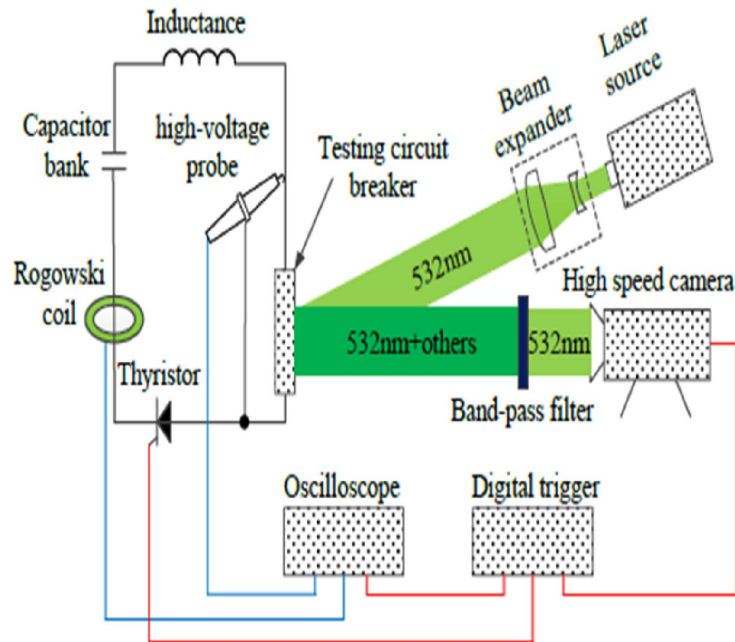 Inductance
Laser
source
Beam
expander
Capacitor
bank
high-voltage
probe
Testing circuit
breaker
532nm
Rogowski
coil
High speed camera
532nm+others
532nm
Thyristor
Band-pass filter
Oscilloscope
Digital trigger